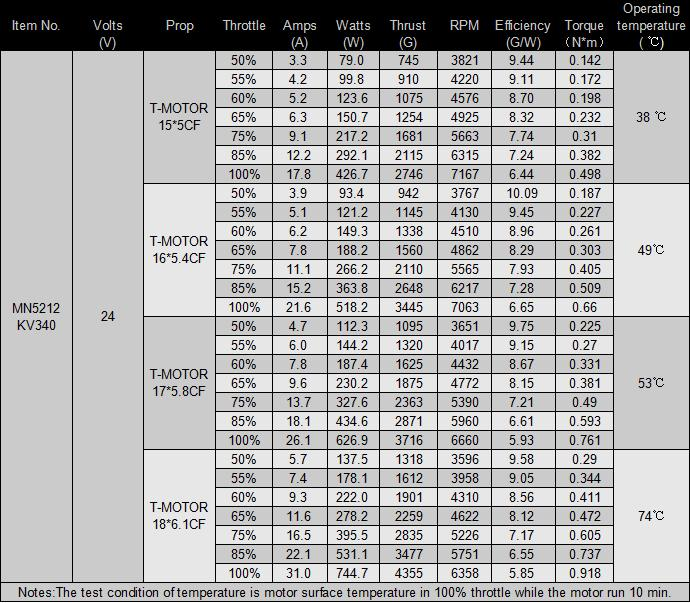 Item No. Volts (V) Prop Throttle Amps (A) Watts (W) Thrust (G) RPM Efficiency (G/W) Torque (N*m) Operating temperature (℃)
MN5212 KV340 24
T-MOTOR 15*5CF 38℃
50% 3.3 79.0 745 3821 9.44 0.142
55% 4.2 99.8 910 4220 9.11 0.172
60% 5.2 123.6 1075 4576 8.70 0.198
65% 6.3 150.7 1254 4925 8.32 0.232
75% 9.1 217.2 1681 5663 7.74 0.31
85% 12.2 292.1 2115 6315 7.24 0.382
100% 17.8 426.7 2746 7167 6.44 0.498
T-MOTOR 16*5.4CF 49℃
50% 3.9 93.4 942 3767 10.09 0.187
55% 5.1 121.2 1145 4130 9.45 0.227
60% 6.2 149.3 1338 4510 8.96 0.261
65% 7.8 188.2 1560 4862 8.29 0.303
75% 11.1 266.2 2110 5565 7.93 0.405
85% 15.2 363.8 2648 6217 7.28 0.509
100% 21.6 518.2 3445 7063 6.65 0.66
T-MOTOR 17*5.8CF 53℃
50% 4.7 112.3 1095 3651 9.75 0.225
55% 6.0 144.2 1320 4017 9.15 0.27
60% 7.8 187.4 1625 4432 8.67 0.331
65% 9.6 230.2 1875 4772 8.15 0.381
75% 13.7 327.6 2363 5390 7.21 0.49
85% 18.1 434.6 2871 5960 6.61 0.593
100% 26.1 626.9 3716 6660 5.93 0.761
T-MOTOR 18*6.1CF 74℃
50% 5.7 137.5 1318 3596 9.58 0.29
55% 7.4 178.1 1612 3958 9.05 0.344
60% 9.3 222.0 1901 4310 8.56 0.411
65% 11.6 278.2 2259 4622 8.12 0.472
75% 16.5 395.5 2835 5226 7.17 0.605
85% 22.1 531.1 3477 5751 6.55 0.737
100% 31.0 744.7 4355 6358 5.85 0.918
Notes:The test condition of temperature is motor surface temperature in 100% throttle while the motor run 10 min.